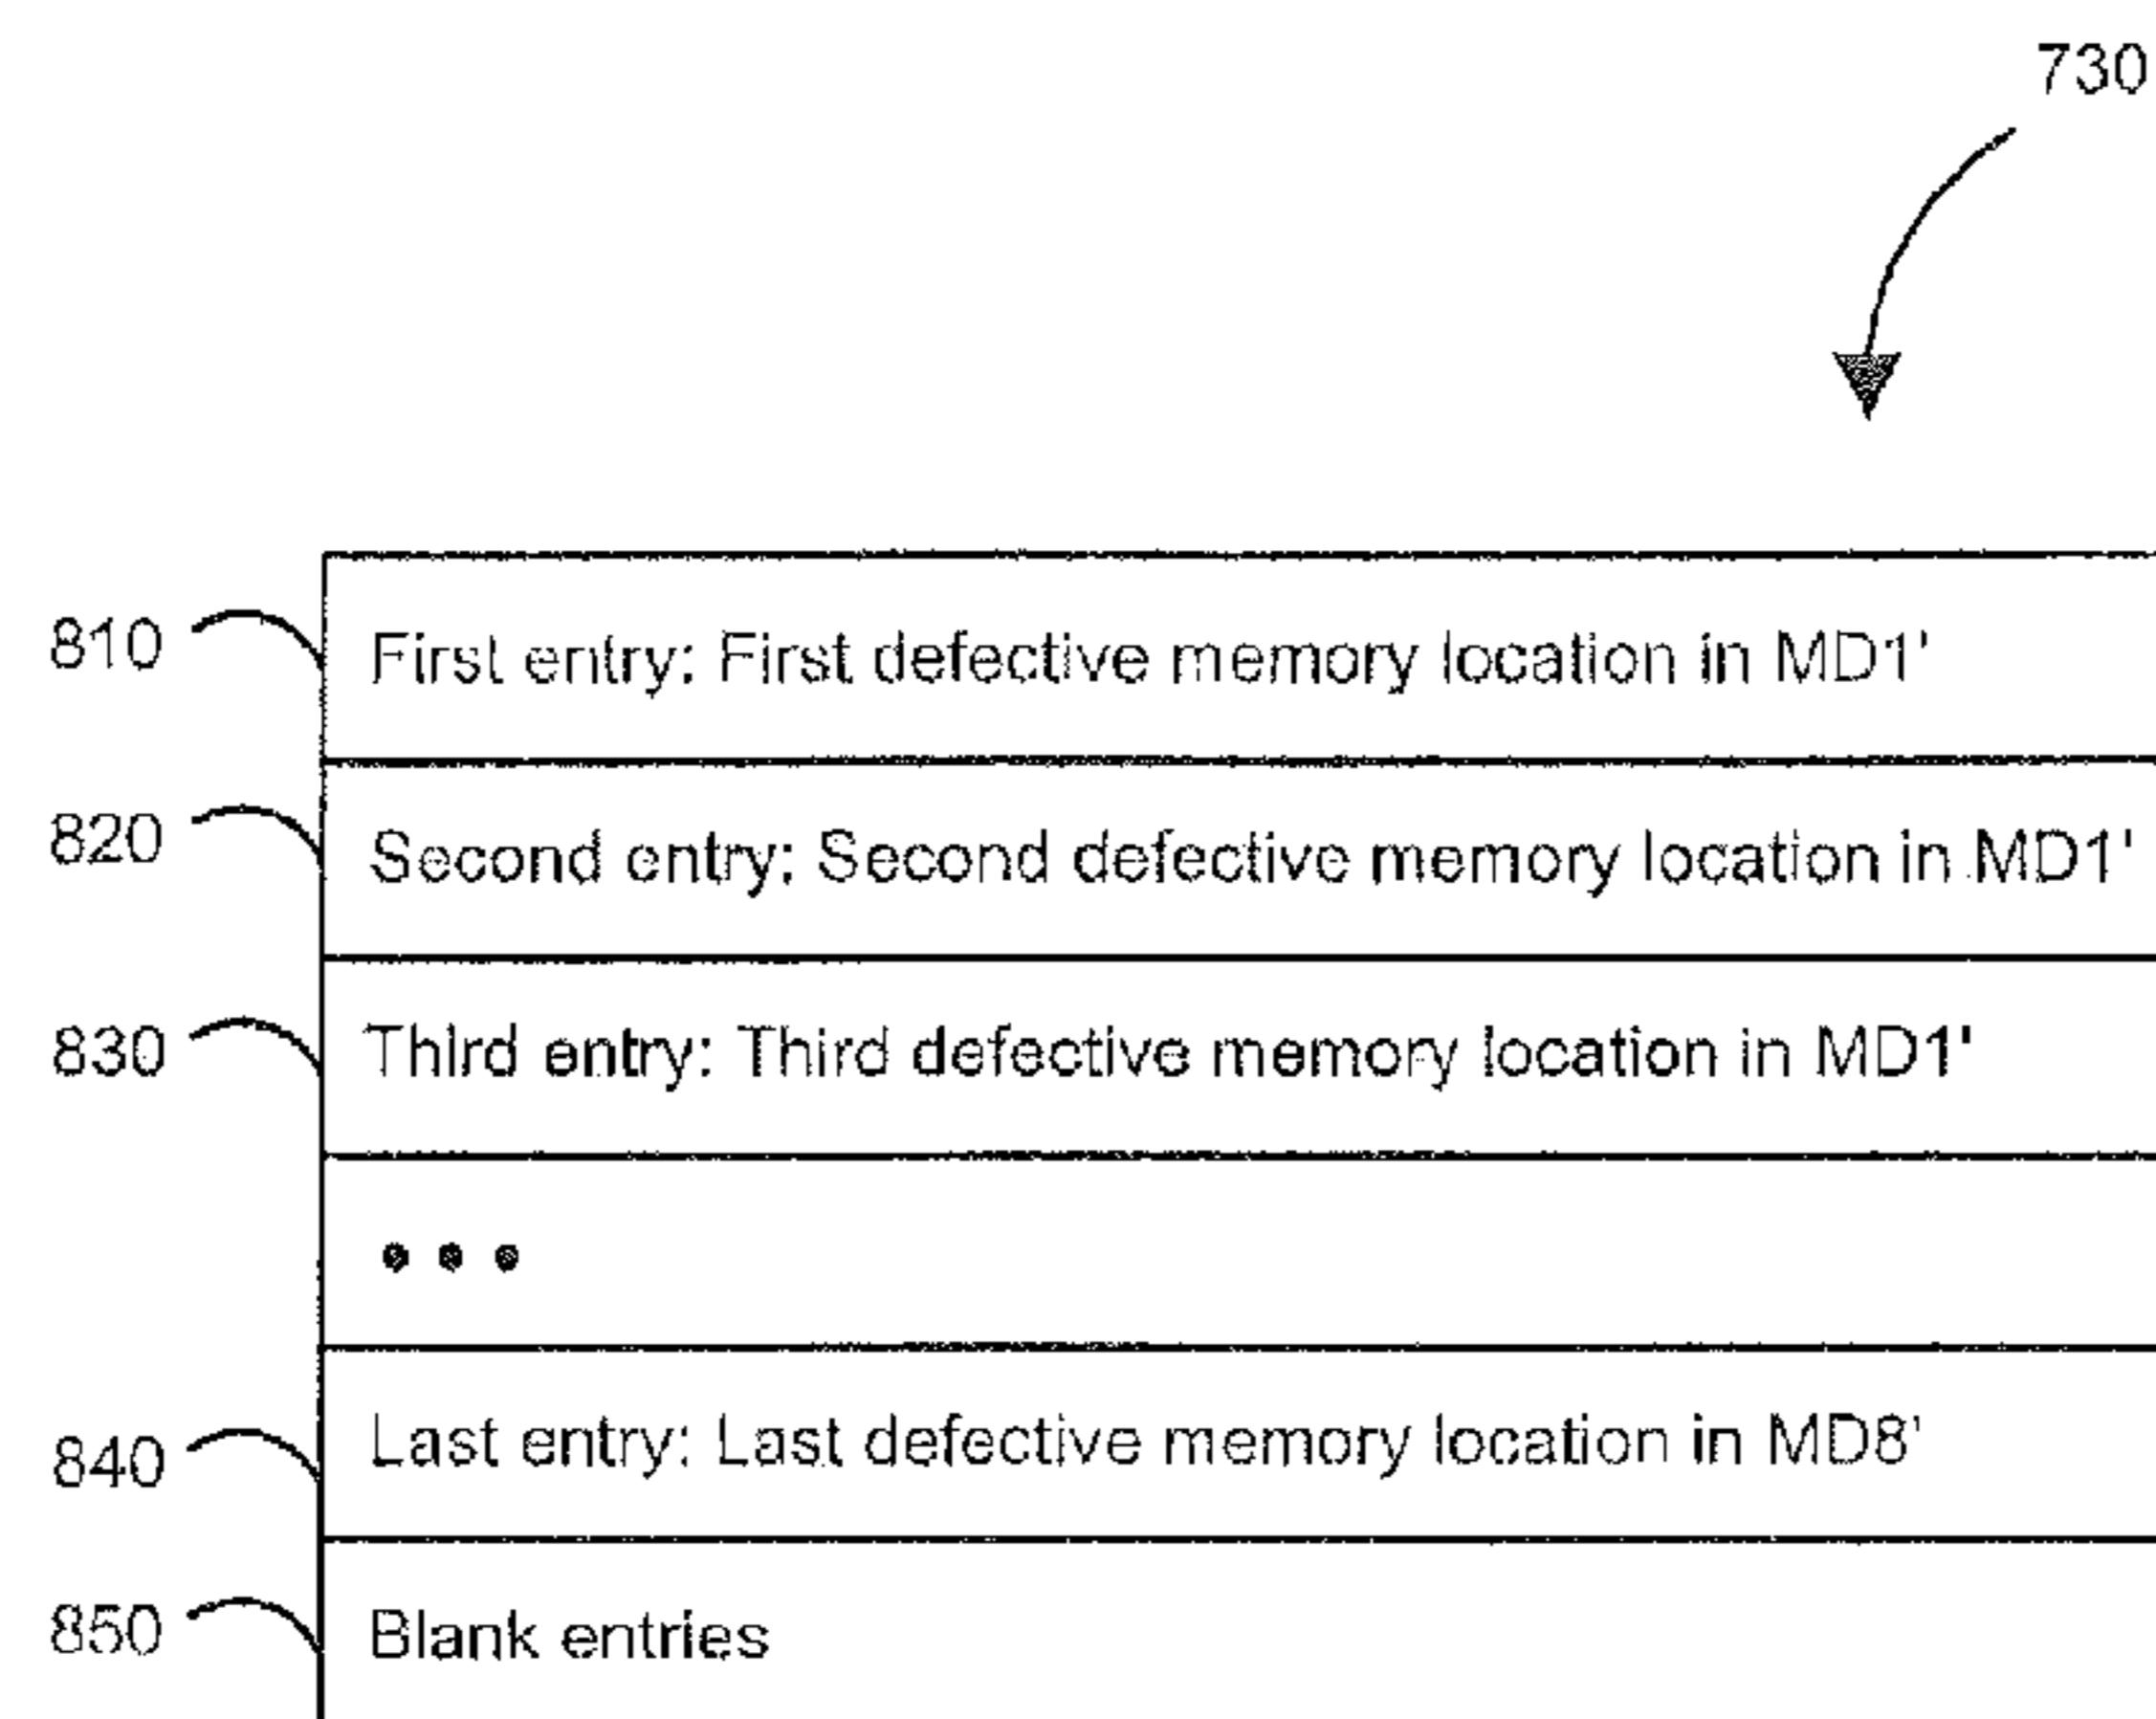 730
810 First entry: First defective memory location in MD1'
820 Second entry: Second defective memory location in MD1'
830 Third entry: Third defective memory location in MD1'
• • •
840 Last entry: Last defective memory location in MD8'
850 Blank entries